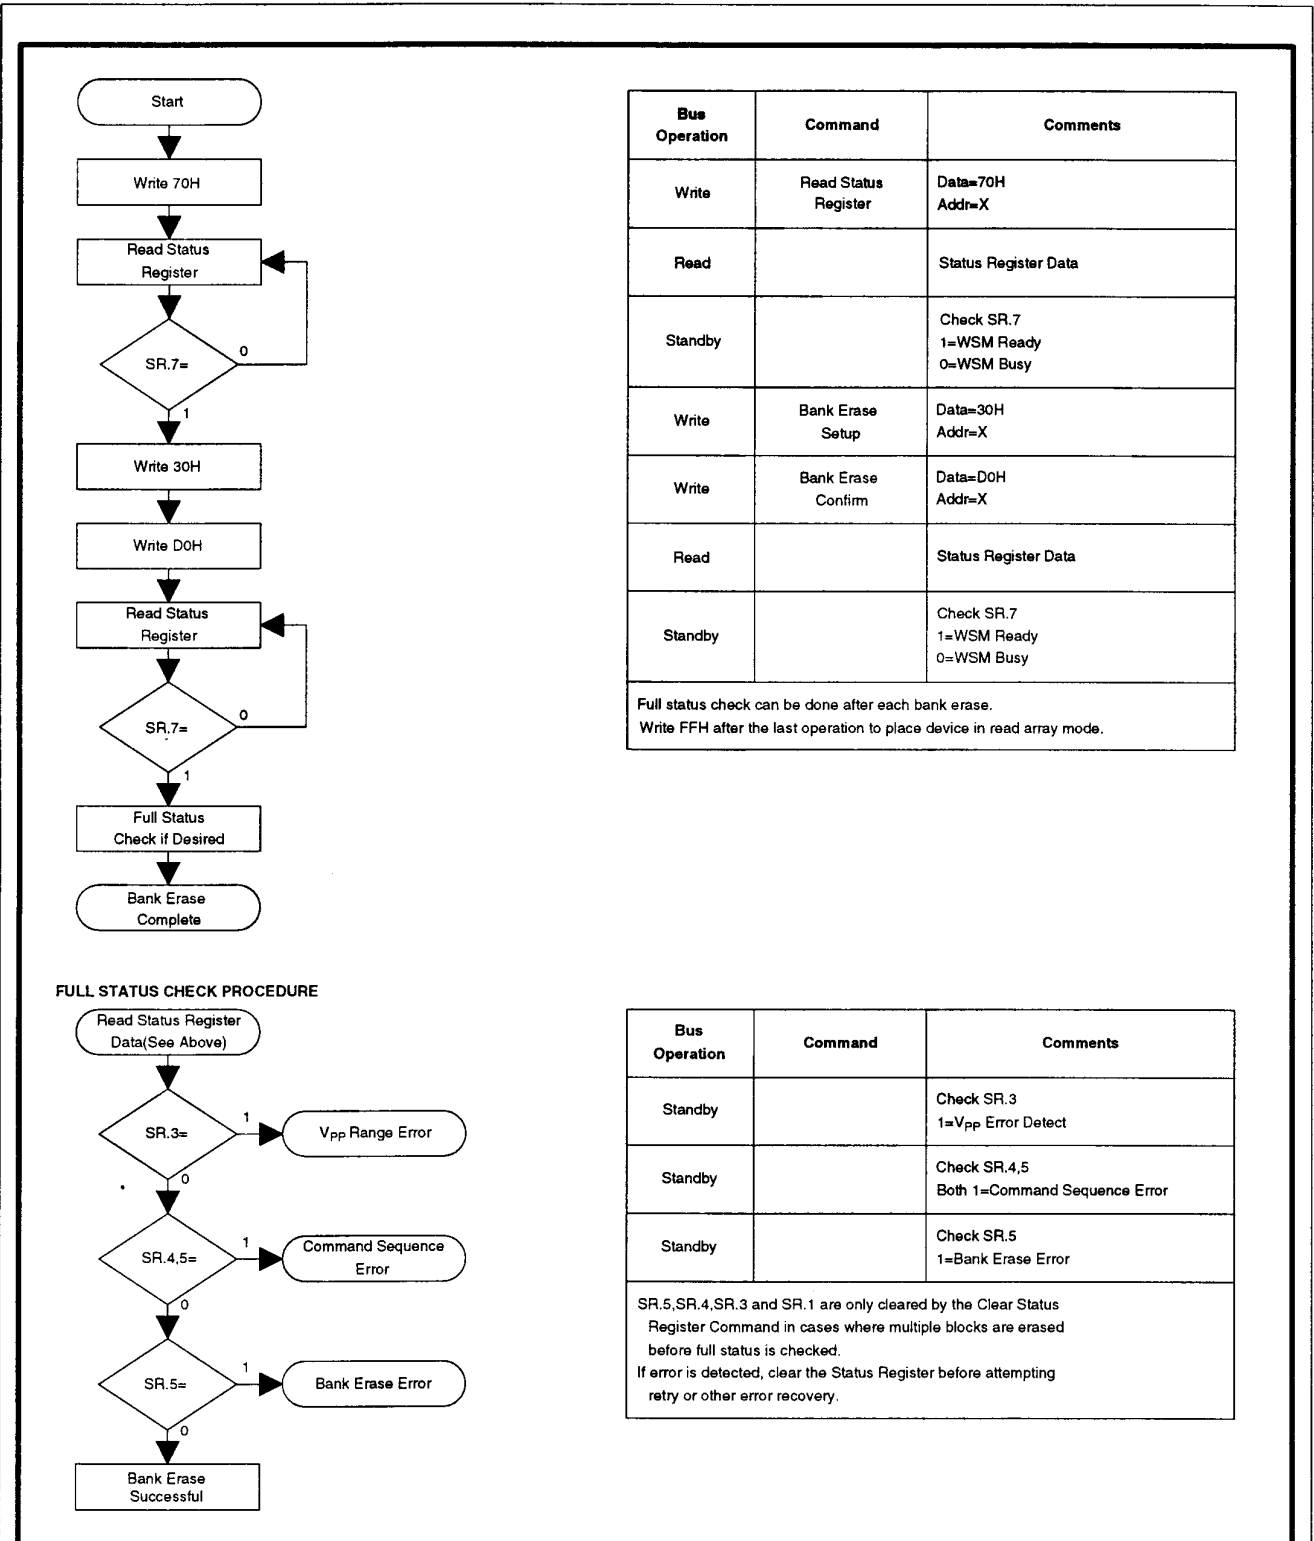 Start
Write 70H
Read Status
Register
SR.7=
0
1
Write 30H
Write D0H
Read Status
Register
SR.7=
0
1
Full Status
Check if Desired
Bank Erase
Complete
Bus
Operation
Command
Comments
Write
Read Status
Register
Data=70H
Addr=X
Read
Status Register Data
Standby
Check SR.7
1=WSM Ready
0=WSM Busy
Write
Bank Erase
Setup
Data=30H
Addr=X
Write
Bank Erase
Confirm
Data=D0H
Addr=X
Read
Status Register Data
Standby
Check SR.7
1=WSM Ready
0=WSM Busy
Full status check can be done after each bank erase.
Write FFH after the last operation to place device in read array mode.
FULL STATUS CHECK PROCEDURE
Read Status Register
Data(See Above)
SR.3=
1
VPP Range Error
0
SR.4,5=
1
Command Sequence
Error
0
SR.5=
1
Bank Erase Error
0
Bank Erase
Successful
Bus
Operation
Command
Comments
Standby
Check SR.3
1=VPP Error Detect
Standby
Check SR.4,5
Both 1=Command Sequence Error
Standby
Check SR.5
1=Bank Erase Error
SR.5,SR.4,SR.3 and SR.1 are only cleared by the Clear Status
Register Command in cases where multiple blocks are erased
before full status is checked.
If error is detected, clear the Status Register before attempting
retry or other error recovery.